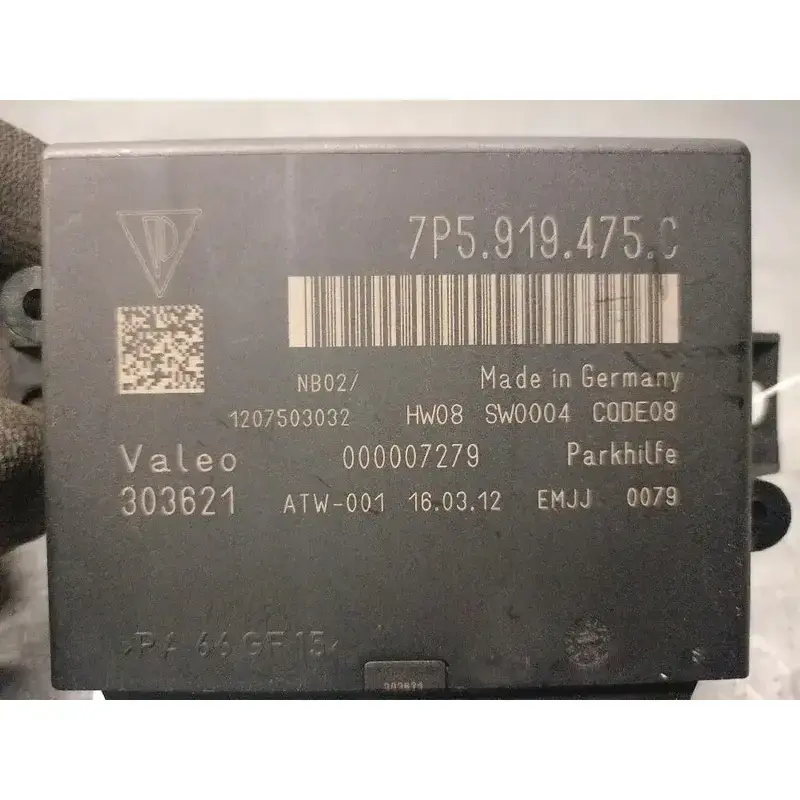 7P5.919.475.C
NB02/ Made in Germany
1207503032 HW08 SW0004 CODE08
Valeo 000007279 Parkhilfe
303621 ATW-001 16.03.12 EMJJ 0079
>PA 66 GF15<
303621